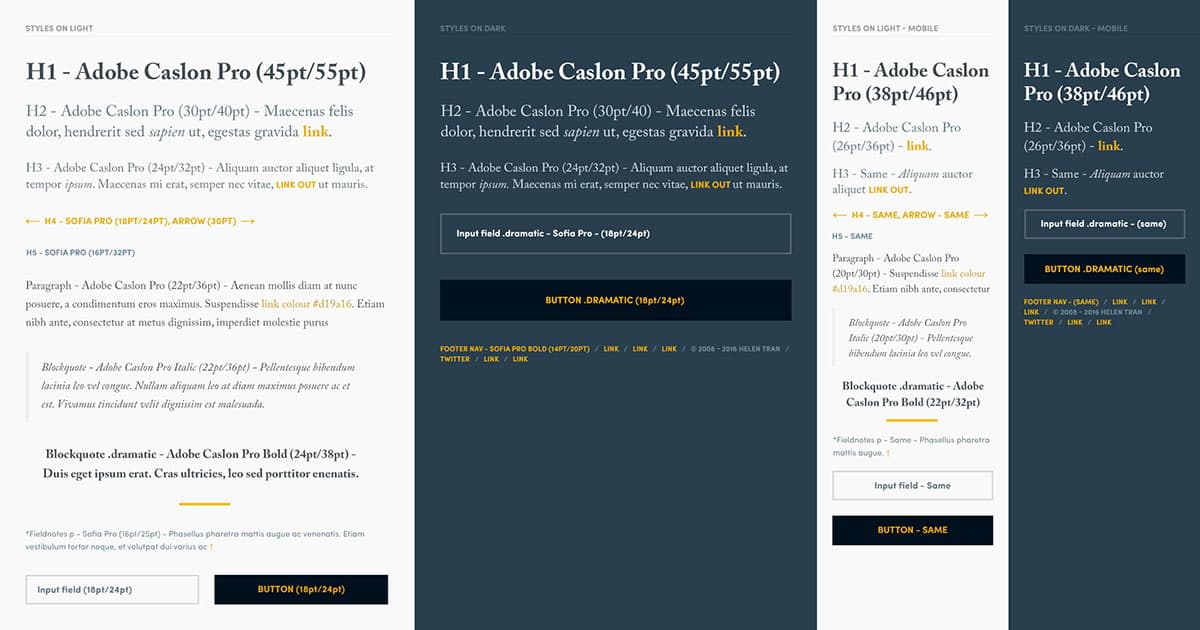 STYLES ON LIGHT
H1 - Adobe Caslon Pro (45pt/55pt)
H2 - Adobe Caslon Pro (30pt/40pt) - Maecenas felis
dolor, hendrerit sed sapien ut, egestas gravida link.
H3 - Adobe Caslon Pro (24pt/32pt) - Aliquam auctor aliquet ligula, at
tempor ipsum. Maecenas mi erat, semper nec vitae, LINK OUT ut mauris.
← H4 - SOFIA PRO (18PT/24PT), ARROW (30PT) →
H5 - SOFIA PRO (16PT/32PT)
Paragraph - Adobe Caslon Pro (22pt/36pt) - Aenean mollis diam at nunc
posuere, a condimentum eros maximus. Suspendisse link colour #d19a16. Etiam
nibh ante, consectetur at metus dignissim, imperdiet molestie purus
Blockquote - Adobe Caslon Pro Italic (22pt/36pt) - Pellentesque bibendum
lacinia leo vel congue. Nullam aliquam leo at diam maximus posuere ac et
est. Vivamus tincidunt velit dignissim est malesuada.
Blockquote .dramatic - Adobe Caslon Pro Bold (24pt/38pt) -
Duis eget ipsum erat. Cras ultricies, leo sed porttitor enenatis.
*Fieldnotes p - Sofia Pro (16pt/25pt) - Phasellus pharetra mattis augue ac venenatis. Etiam
vestibulum tortor neque, et volutpat dui varius ac ↑
Input field (18pt/24pt)
BUTTON (18pt/24pt)
STYLES ON DARK
H1 - Adobe Caslon Pro (45pt/55pt)
H2 - Adobe Caslon Pro (30pt/40) - Maecenas felis
dolor, hendrerit sed sapien ut, egestas gravida link.
H3 - Adobe Caslon Pro (24pt/32pt) - Aliquam auctor aliquet ligula, at
tempor ipsum. Maecenas mi erat, semper nec vitae, LINK OUT ut mauris.
Input field .dramatic - Sofia Pro - (18pt/24pt)
BUTTON .DRAMATIC (18pt/24pt)
FOOTER NAV - SOFIA PRO BOLD (14PT/20PT) / LINK / LINK / LINK / © 2008 - 2016 HELEN TRAN /
TWITTER / LINK / LINK
STYLES ON LIGHT - MOBILE
H1 - Adobe Caslon
Pro (38pt/46pt)
H2 - Adobe Caslon Pro
(26pt/36pt) - link.
H3 - Same - Aliquam auctor
aliquet LINK OUT.
← H4 - SAME, ARROW - SAME →
H5 - SAME
Paragraph - Adobe Caslon Pro
(20pt/30pt) - Suspendisse link colour
#d19a16. Etiam nibh ante, consectetur
Blockquote - Adobe Caslon Pro
Italic (20pt/30pt) - Pellentesque
bibendum lacinia leo vel congue.
Blockquote .dramatic - Adobe
Caslon Pro Bold (22pt/32pt)
*Fieldnotes p - Same - Phasellus pharetra
mattis augue. ↑
Input field - Same
BUTTON - SAME
STYLES ON DARK - MOBILE
H1 - Adobe Caslon
Pro (38pt/46pt)
H2 - Adobe Caslon Pro
(26pt/36pt) - link.
H3 - Same - Aliquam auctor
LINK OUT.
Input field .dramatic - (same)
BUTTON .DRAMATIC (same)
FOOTER NAV - (SAME) / LINK / LINK /
LINK / © 2008 - 2016 HELEN TRAN /
TWITTER / LINK / LINK